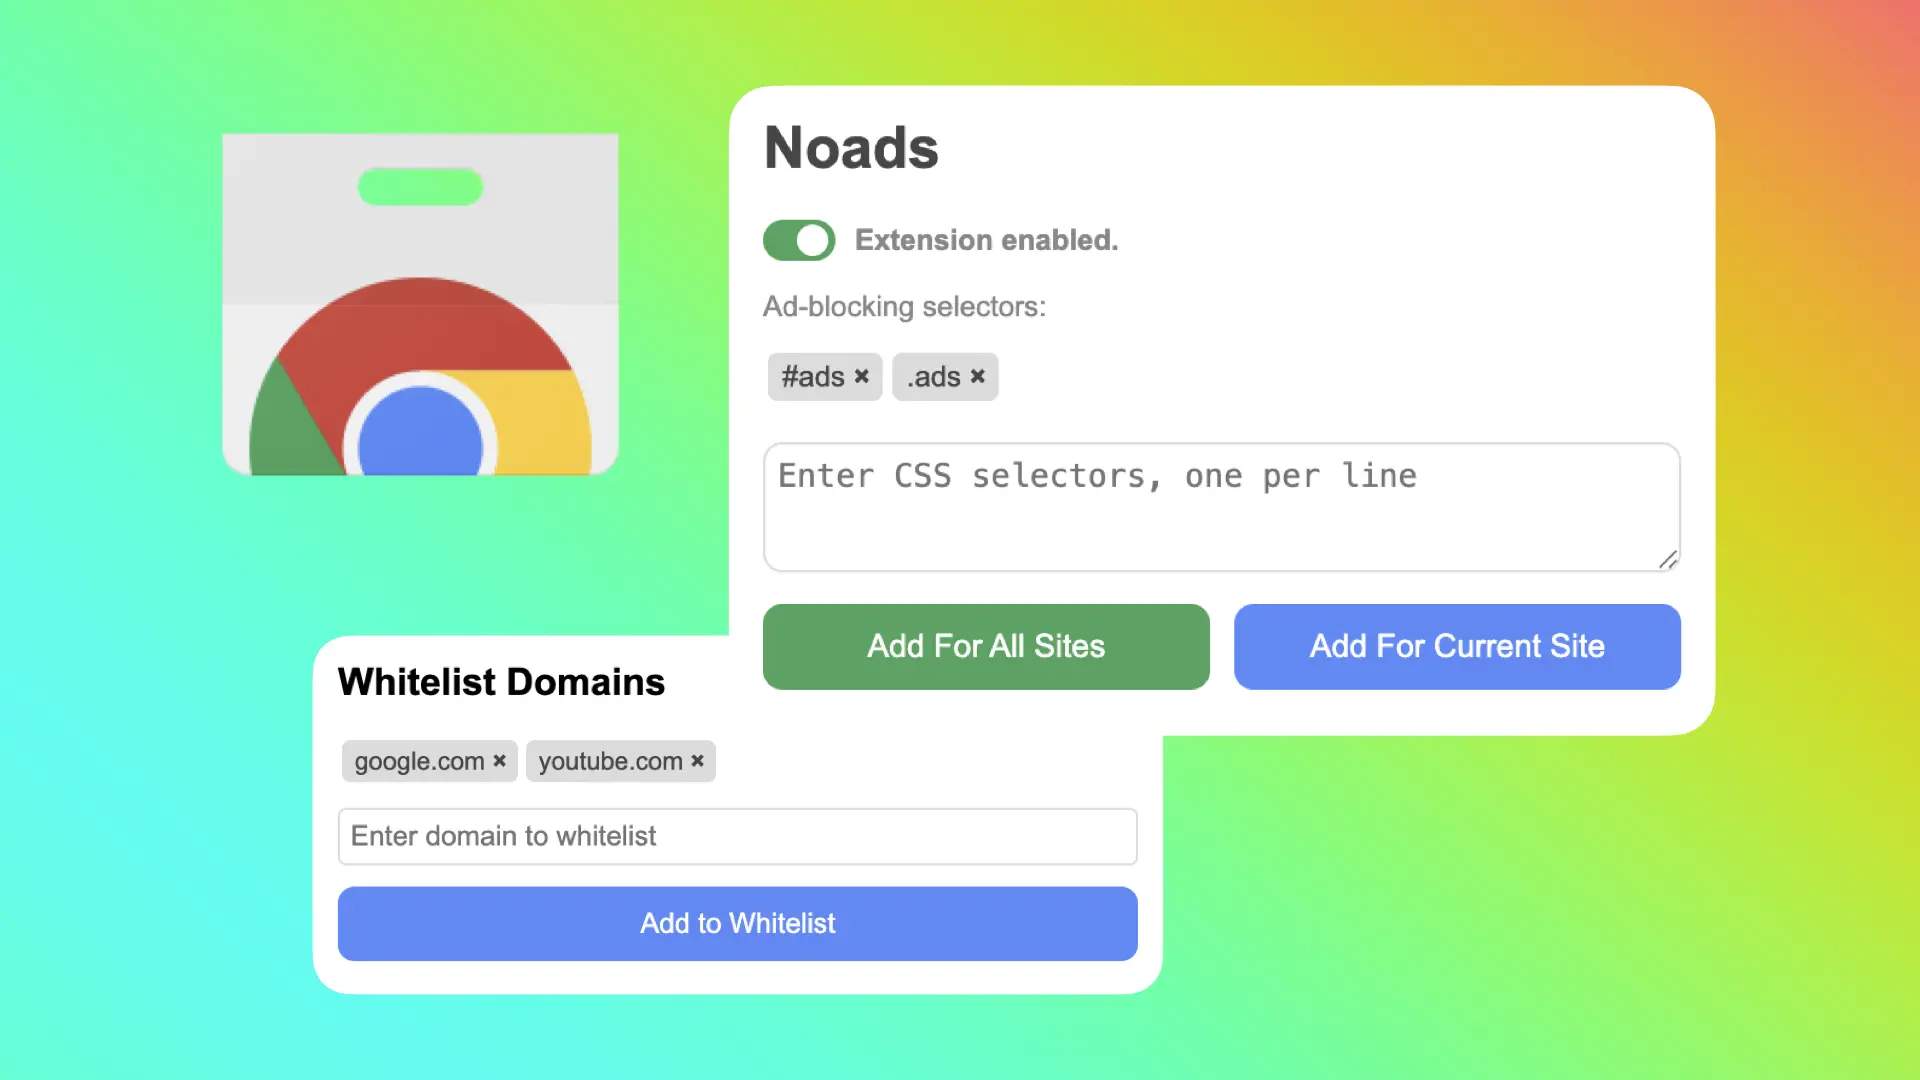 Noads
Extension enabled.
Ad-blocking selectors:
#ads ✖ .ads ✖
Enter CSS selectors, one per line
Add For All Sites Add For Current Site
Whitelist Domains
google.com ✖ youtube.com ✖
Enter domain to whitelist
Add to Whitelist